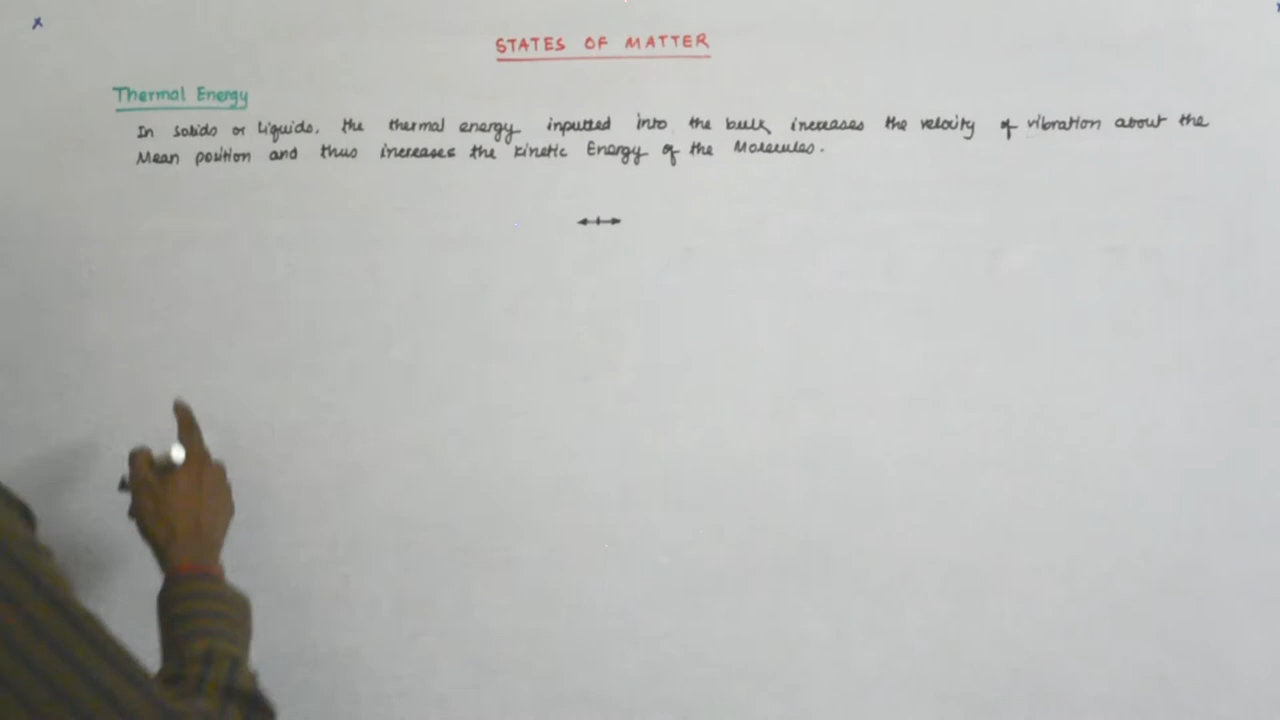 STATES OF MATTER
Thermal Energy
In solids or liquids, the thermal energy inputted into the bulk increases the velocity of vibration about the
Mean position and thus increases the kinetic Energy of the Molecules.